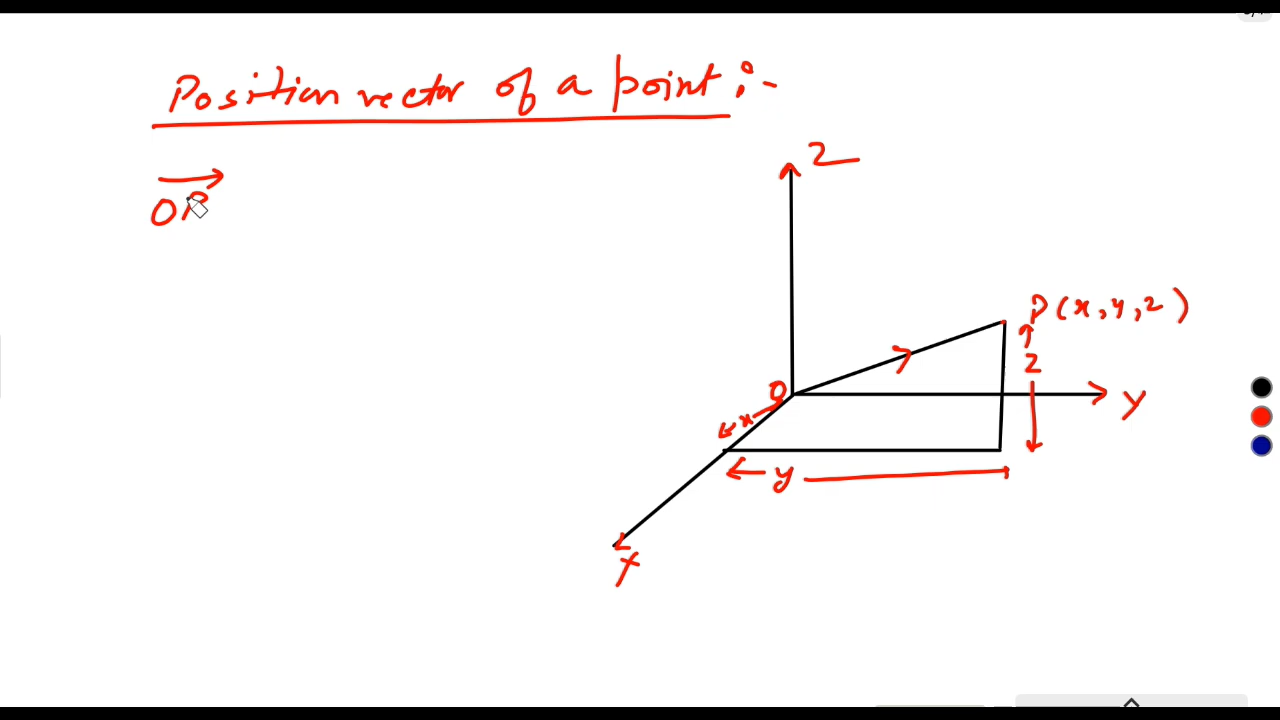 Position vector of a point :-
OP
Z
P(x,y,z)
z
O
x
y
Y
X